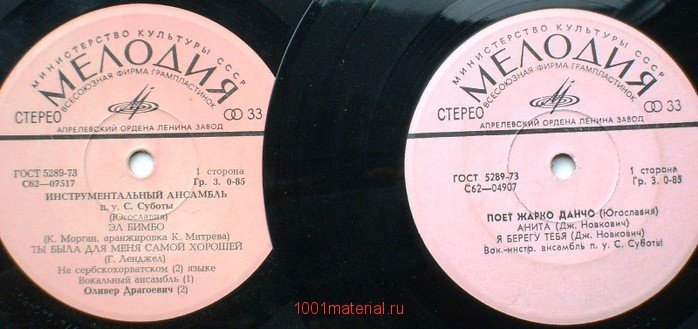 МИНИСТЕРСТВО КУЛЬТУРЫ СССР
МЕЛОДИЯ
ВСЕСОЮЗНАЯ ФИРМА ГРАМПЛАСТИНОК
СТЕРЕО
33
АПРЕЛЕВСКИЙ ОРДЕНА ЛЕНИНА ЗАВОД
ГОСТ 5289-73
С62—07517
1 сторона
Гр. 3. 0-85
ИНСТРУМЕНТАЛЬНЫЙ АНСАМБЛЬ
п. у. С. Суботы
(Югославия)
ЭЛ БИМБО
(К. Морган, аранжировка К. Митрева)
ТЫ БЫЛА ДЛЯ МЕНЯ САМОЙ ХОРОШЕЙ
(Г. Ленджел)
На сербскохорватском (2) языке
Вокальный ансамбль (1)
Оливер Драгоевич (2)
МИНИСТЕРСТВО КУЛЬТУРЫ СССР
МЕЛОДИЯ
ВСЕСОЮЗНАЯ ФИРМА ГРАМПЛАСТИНОК
СТЕРЕО
33
АПРЕЛЕВСКИЙ ОРДЕНА ЛЕНИНА ЗАВОД
ГОСТ 5289-73
С62—04907
1 сторона
Гр. 3. 0-85
ПОЕТ ЖАРКО ДАНЧО (Югославия)
АНИТА (Дж. Новкович)
Я БЕРЕГУ ТЕБЯ (Дж. Новкович)
Вок.-инстр. ансамбль п. у. С. Суботы
1001material.ru